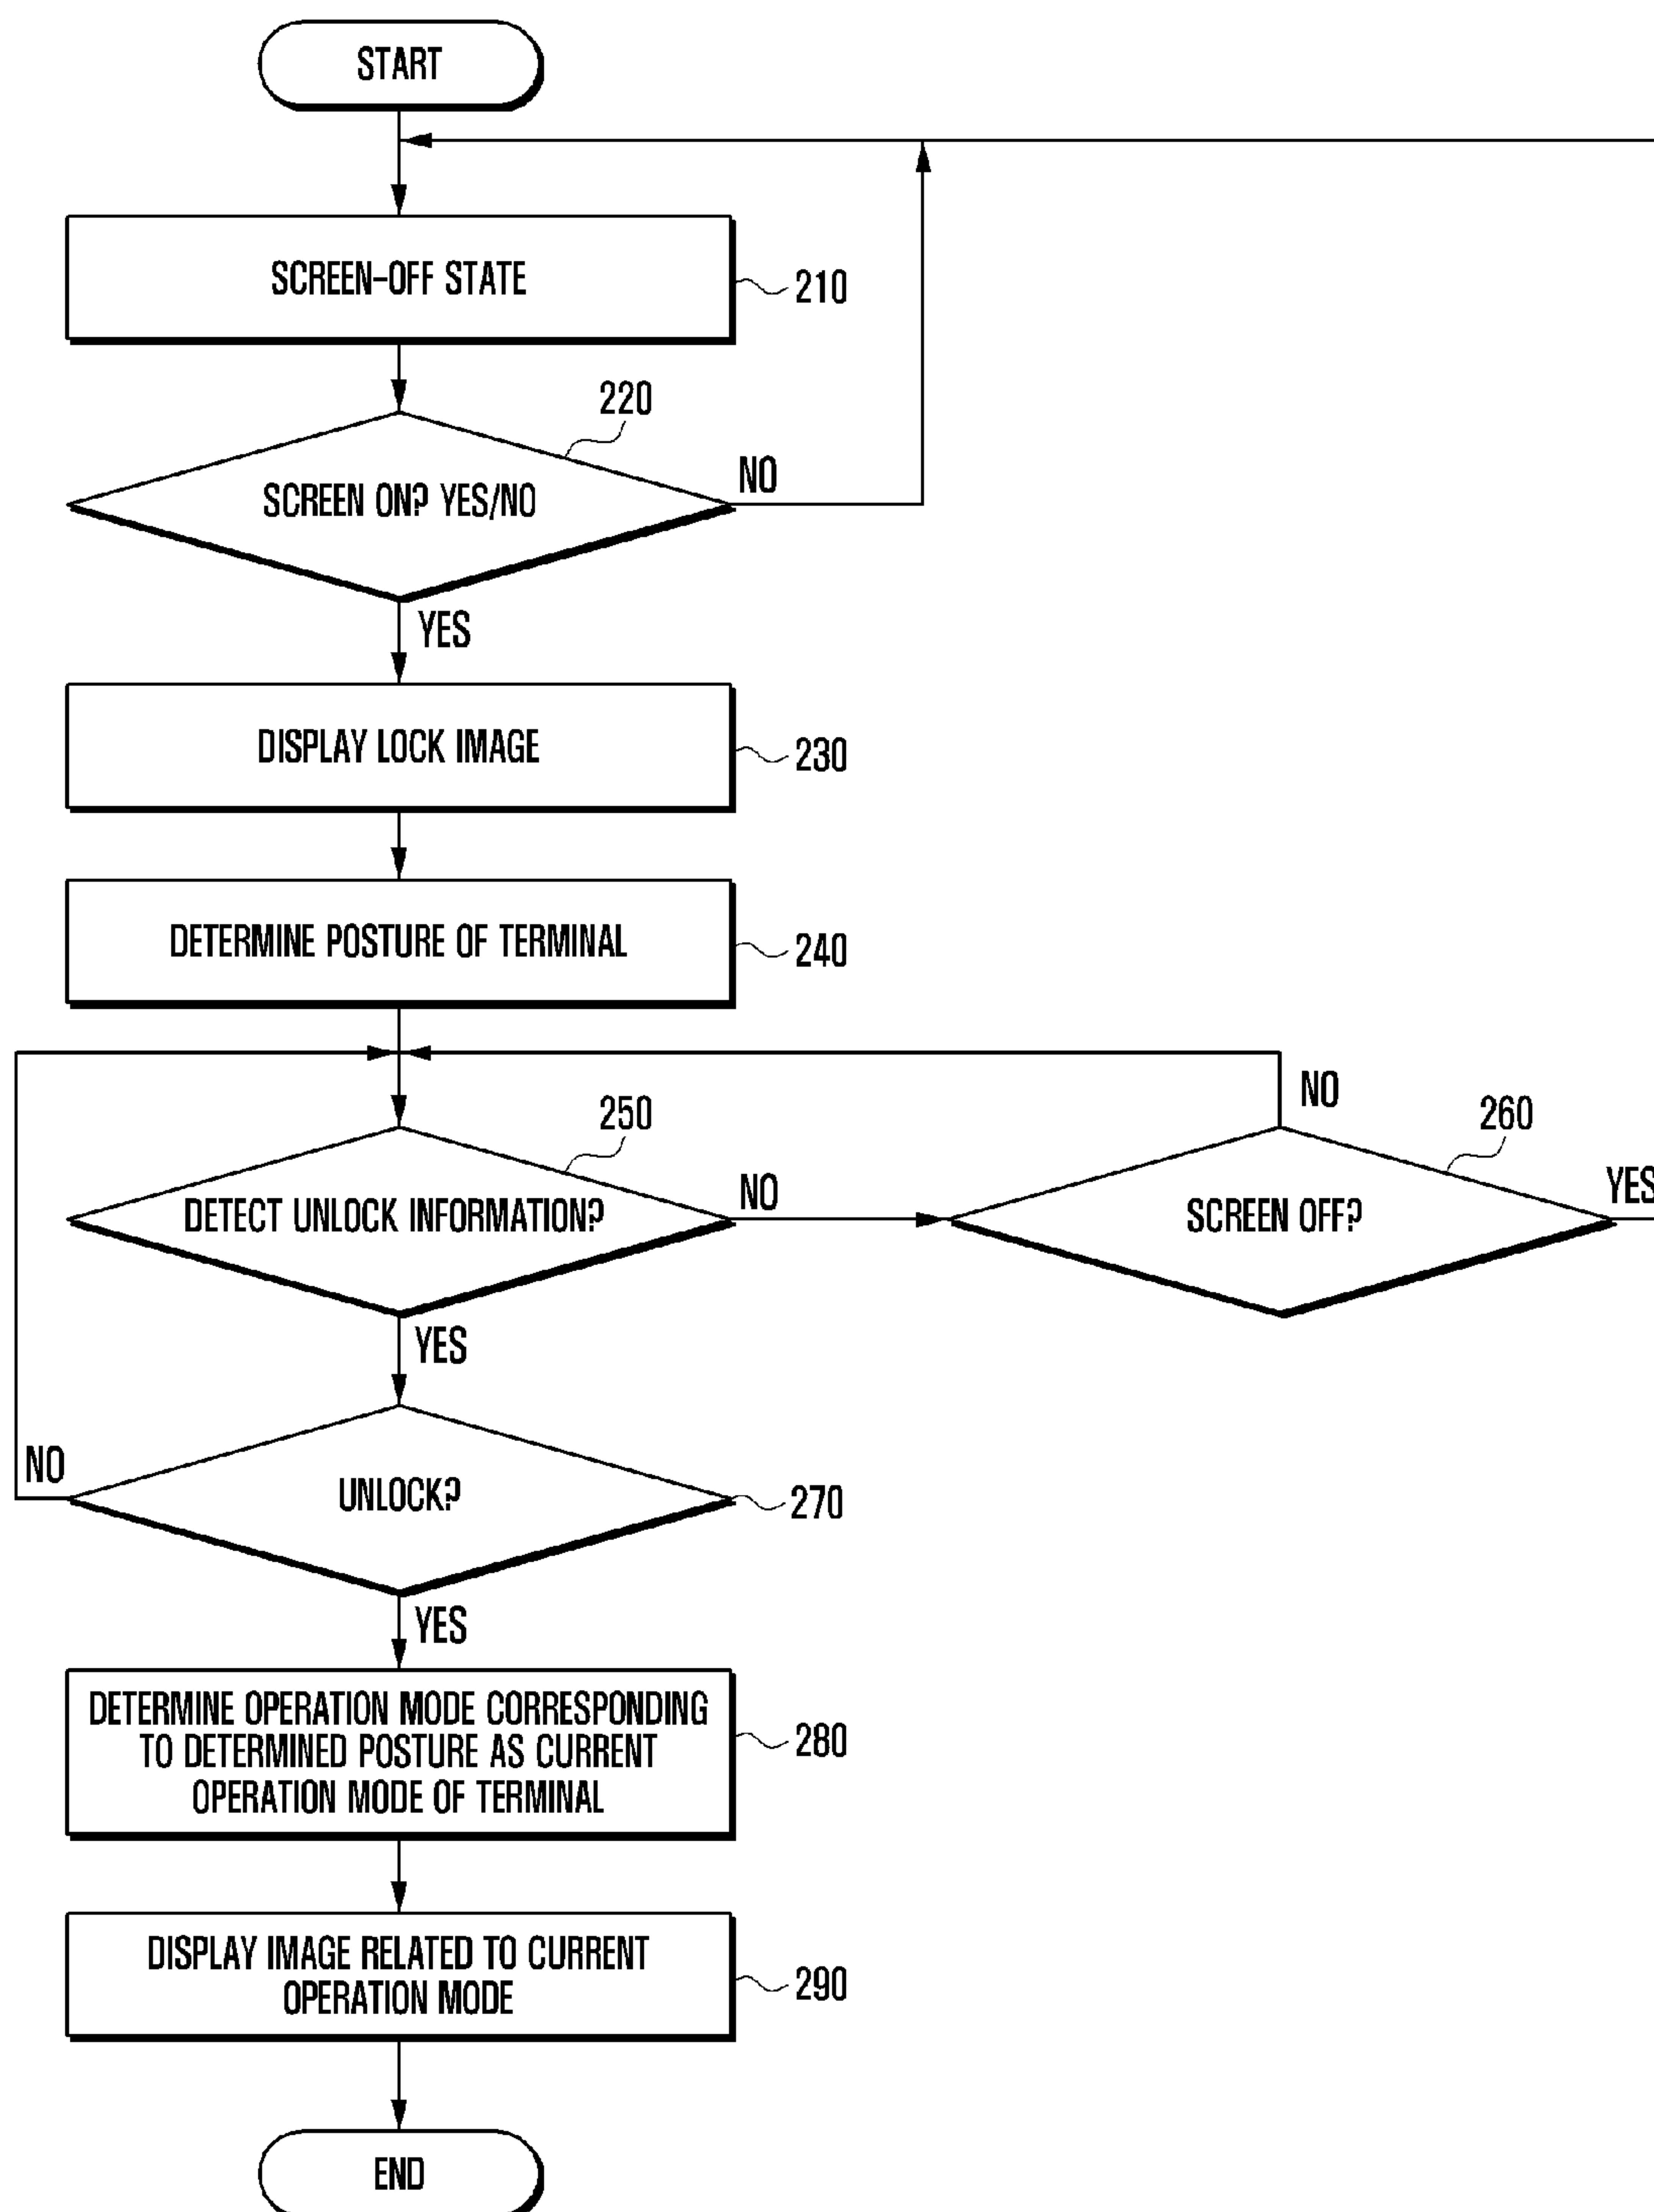 START
SCREEN-OFF STATE
210
220
SCREEN ON? YES/NO
NO
YES
DISPLAY LOCK IMAGE
230
DETERMINE POSTURE OF TERMINAL
240
NO
250
260
DETECT UNLOCK INFORMATION?
NO
SCREEN OFF?
YES
YES
NO
UNLOCK?
270
YES
DETERMINE OPERATION MODE CORRESPONDING
TO DETERMINED POSTURE AS CURRENT
OPERATION MODE OF TERMINAL
280
DISPLAY IMAGE RELATED TO CURRENT
OPERATION MODE
290
END